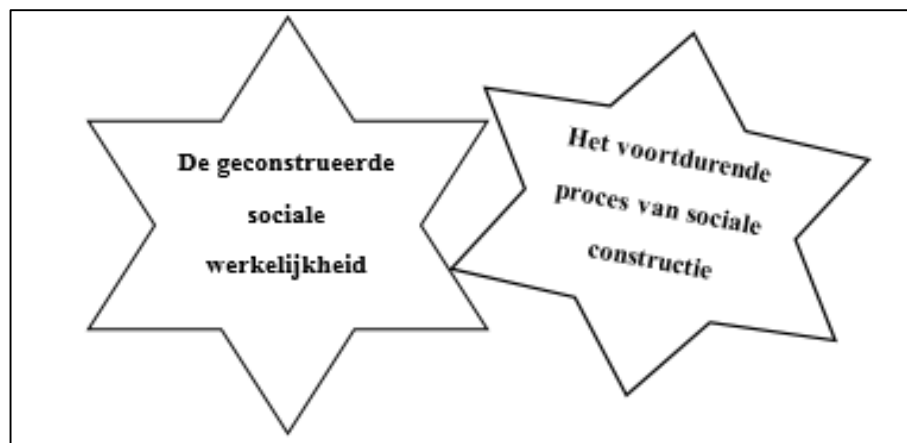 De geconstrueerde
sociale
werkelijkheid
Het voortdurende
proces van sociale
constructie